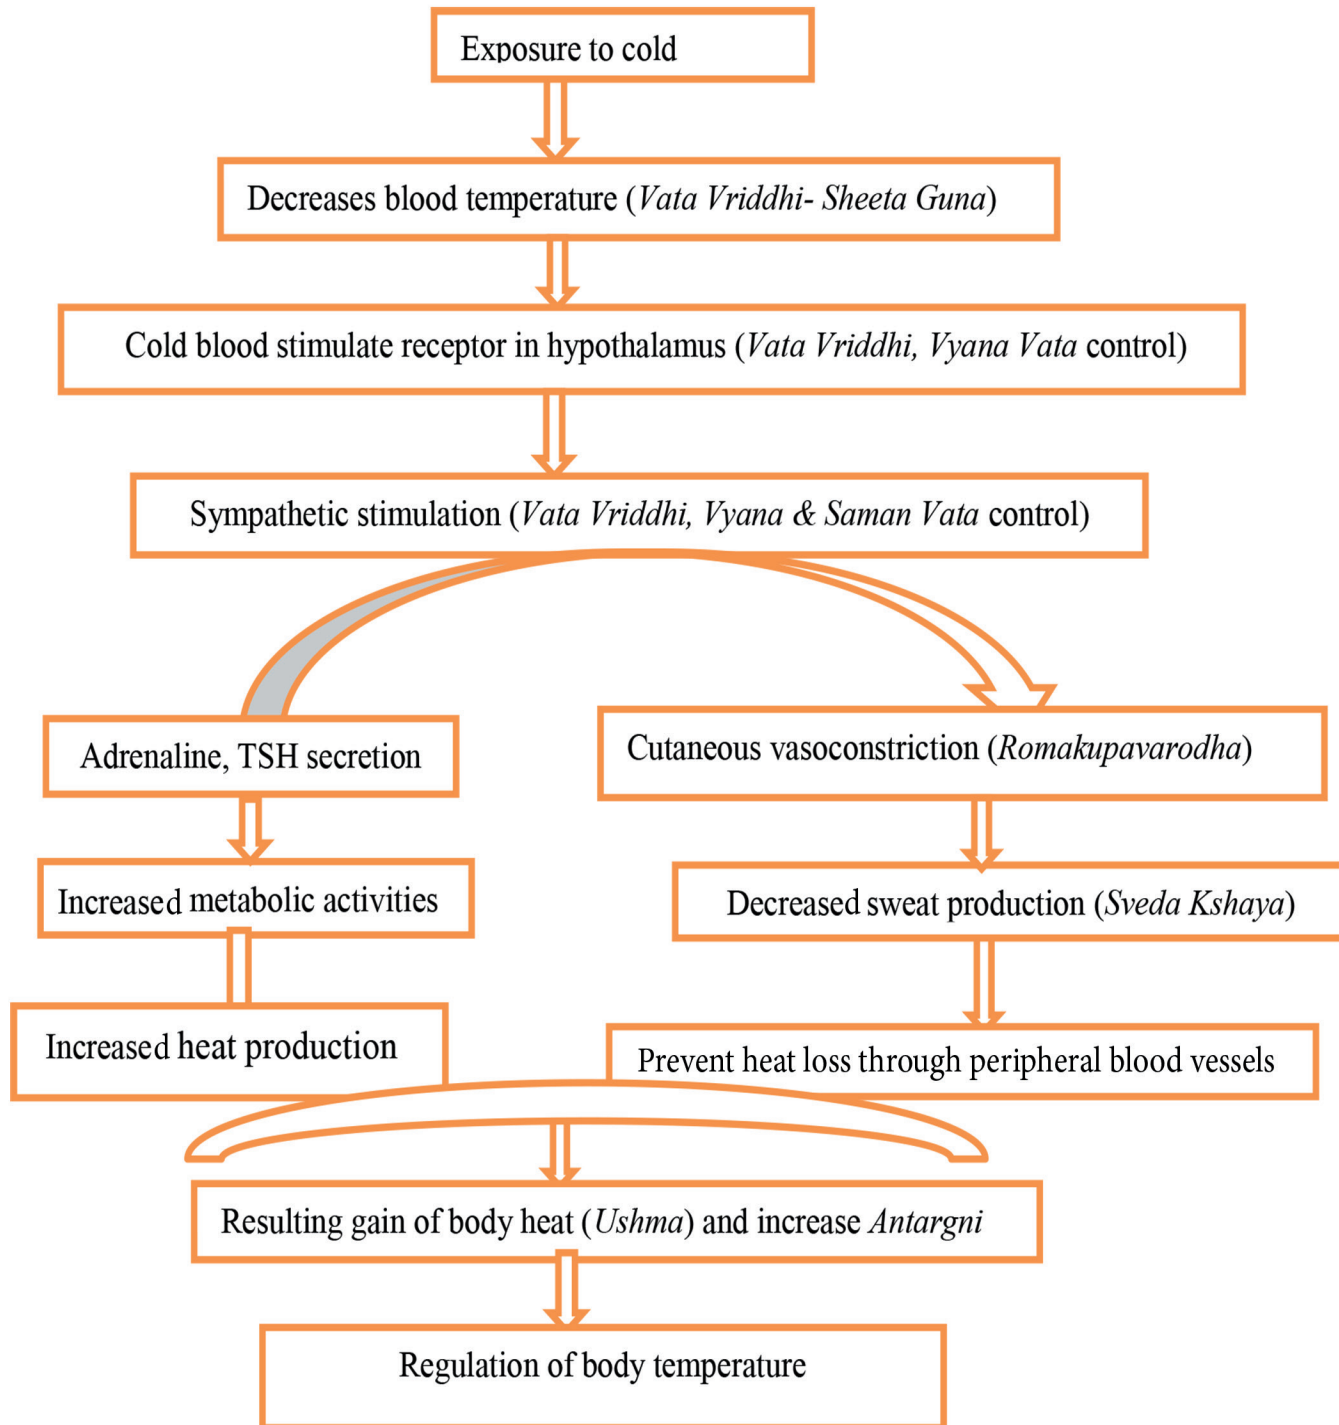 Exposure to cold
Decreases blood temperature (Vata Vriddhi- Sheeta Guna)
Cold blood stimulate receptor in hypothalamus (Vata Vriddhi, Vyana Vata control)
Sympathetic stimulation (Vata Vriddhi, Vyana & Saman Vata control)
Adrenaline, TSH secretion
Cutaneous vasoconstriction (Romakupavarodha)
Increased metabolic activities
Decreased sweat production (Sveda Kshaya)
Increased heat production
Prevent heat loss through peripheral blood vessels
Resulting gain of body heat (Ushma) and increase Antargni
Regulation of body temperature